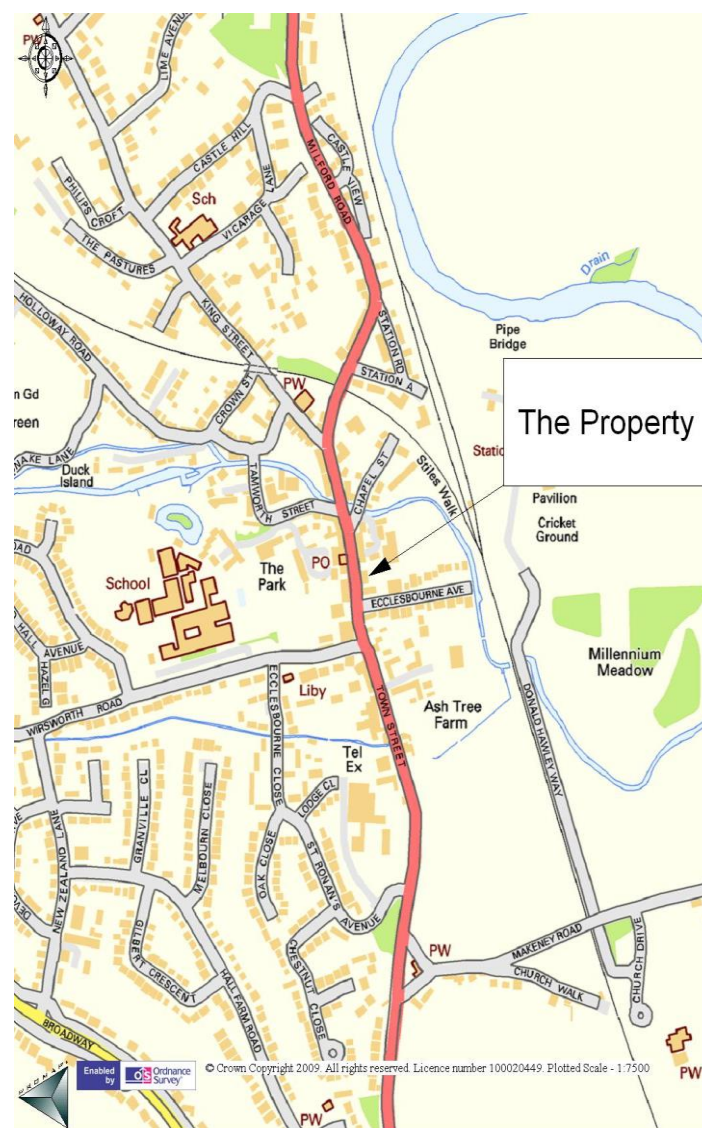 PW
LIME AVENUE
MILFORD ROAD
CASTLE VIEW
CASTLE HILL
PHILIPS CROFT
Sch
VICARAGE LANE
THE PASTURES
Drain
HOLLOWAY ROAD
KING STREET
STATION RD
Pipe
Bridge
STATION A
CROWN ST
PW
The Property
m Gd
reen
SNAKE LANE
Duck
Island
TAMWORTH STREET
CHAPEL ST
Stiles Walk
Static
Pavilion
Cricket
Ground
School
The
Park
PO
ECCLESBOURNE AVE
HALL AVENUE
HAZEL G
Millennium
Meadow
WIRSWORTH ROAD
Liby
ECCLESBOURNE CLOSE
TOWN STREET
Ash Tree
Farm
DONALD HAWLEY WAY
Tel
Ex
LODGE CL
GRANVILLE CL
MELBOURN CLOSE
OAK CLOSE
ST RONAN'S AVENUE
NEW ZEALAND LANE
GILBERT CRESCENT
CHESTNUT CLOSE
HALL FARM ROAD
PW
MAKENEY ROAD
CHURCH WALK
CHURCH DRIVE
BROADWAY
PW
Enabled
by
os Ordnance
Survey
© Crown Copyright 2009. All rights reserved. Licence number 100020449. Plotted Scale - 1:7500
PW